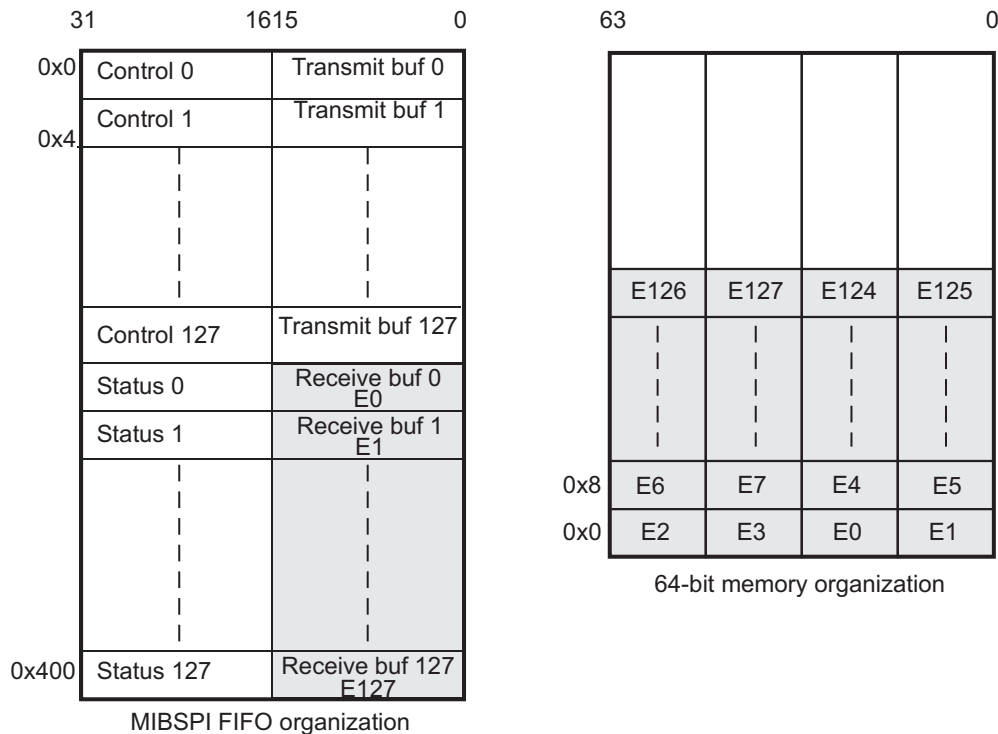 31 1615 0
0x0 Control 0 Transmit buf 0
Control 1 Transmit buf 1
0x4
Control 127 Transmit buf 127
Status 0 Receive buf 0
E0
Status 1 Receive buf 1
E1
0x400 Status 127 Receive buf 127
E127
MIBSPI FIFO organization
63 0
E126 E127 E124 E125
0x8 E6 E7 E4 E5
0x0 E2 E3 E0 E1
64-bit memory organization